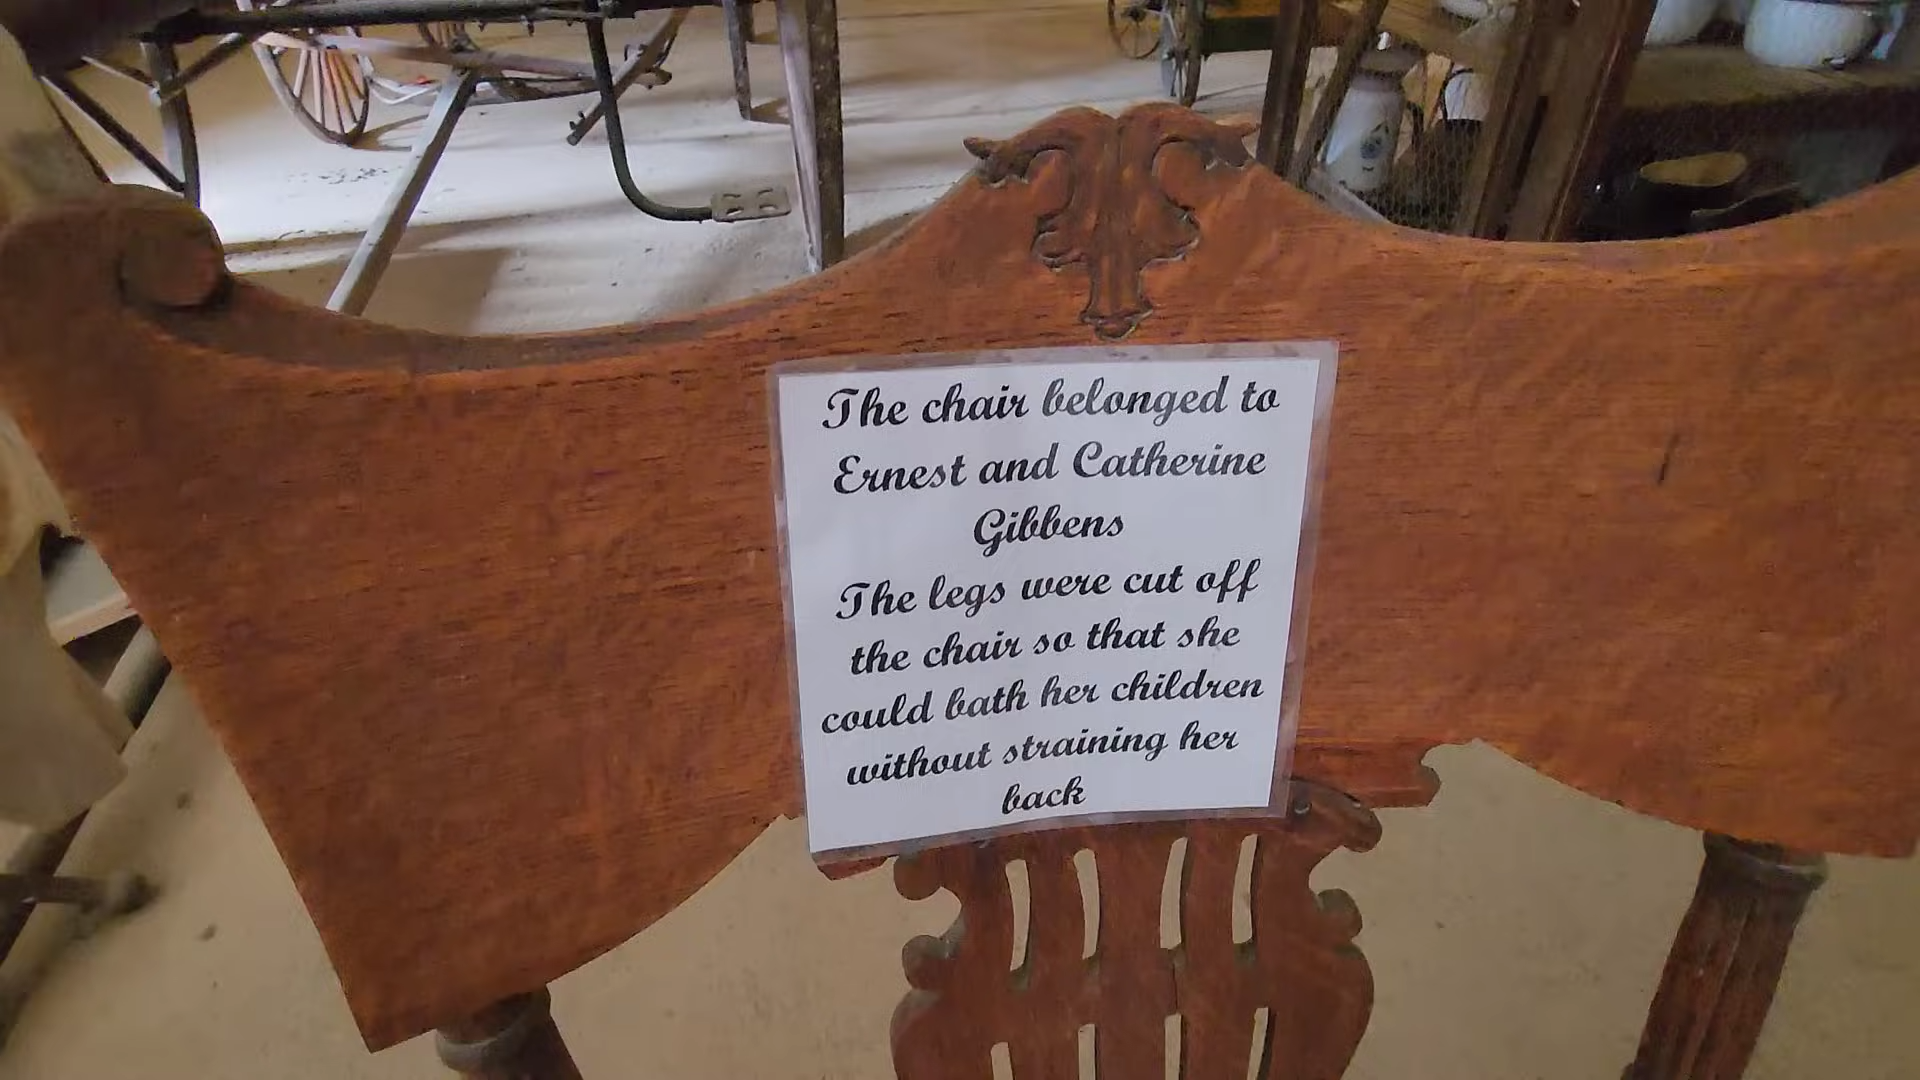 The chair belonged to
Ernest and Catherine
Gibbens
The legs were cut off
the chair so that she
could bath her children
without straining her
back